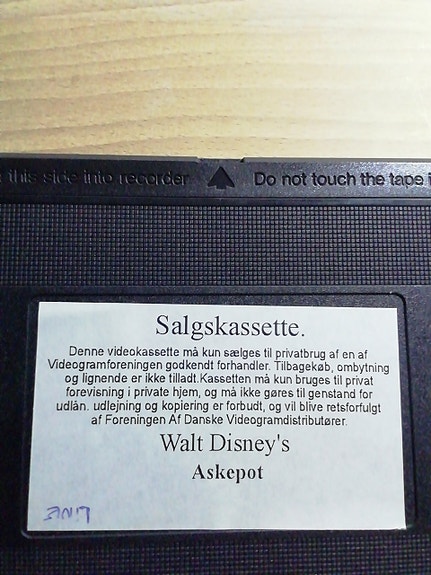 this side into recorder Do not touch the tape i
Salgskassette.
Denne videokassette må kun sælges til privatbrug af en af
Videogramforeningen godkendt forhandler. Tilbagekøb, ombytning
og lignende er ikke tilladt.Kassetten må kun bruges til privat
forevisning i private hjem, og må ikke gøres til genstand for
udlån. udlejning og kopiering er forbudt, og vil blive retsforfulgt
af Foreningen Af Danske Videogramdistributører.
Walt Disney's
Askepot